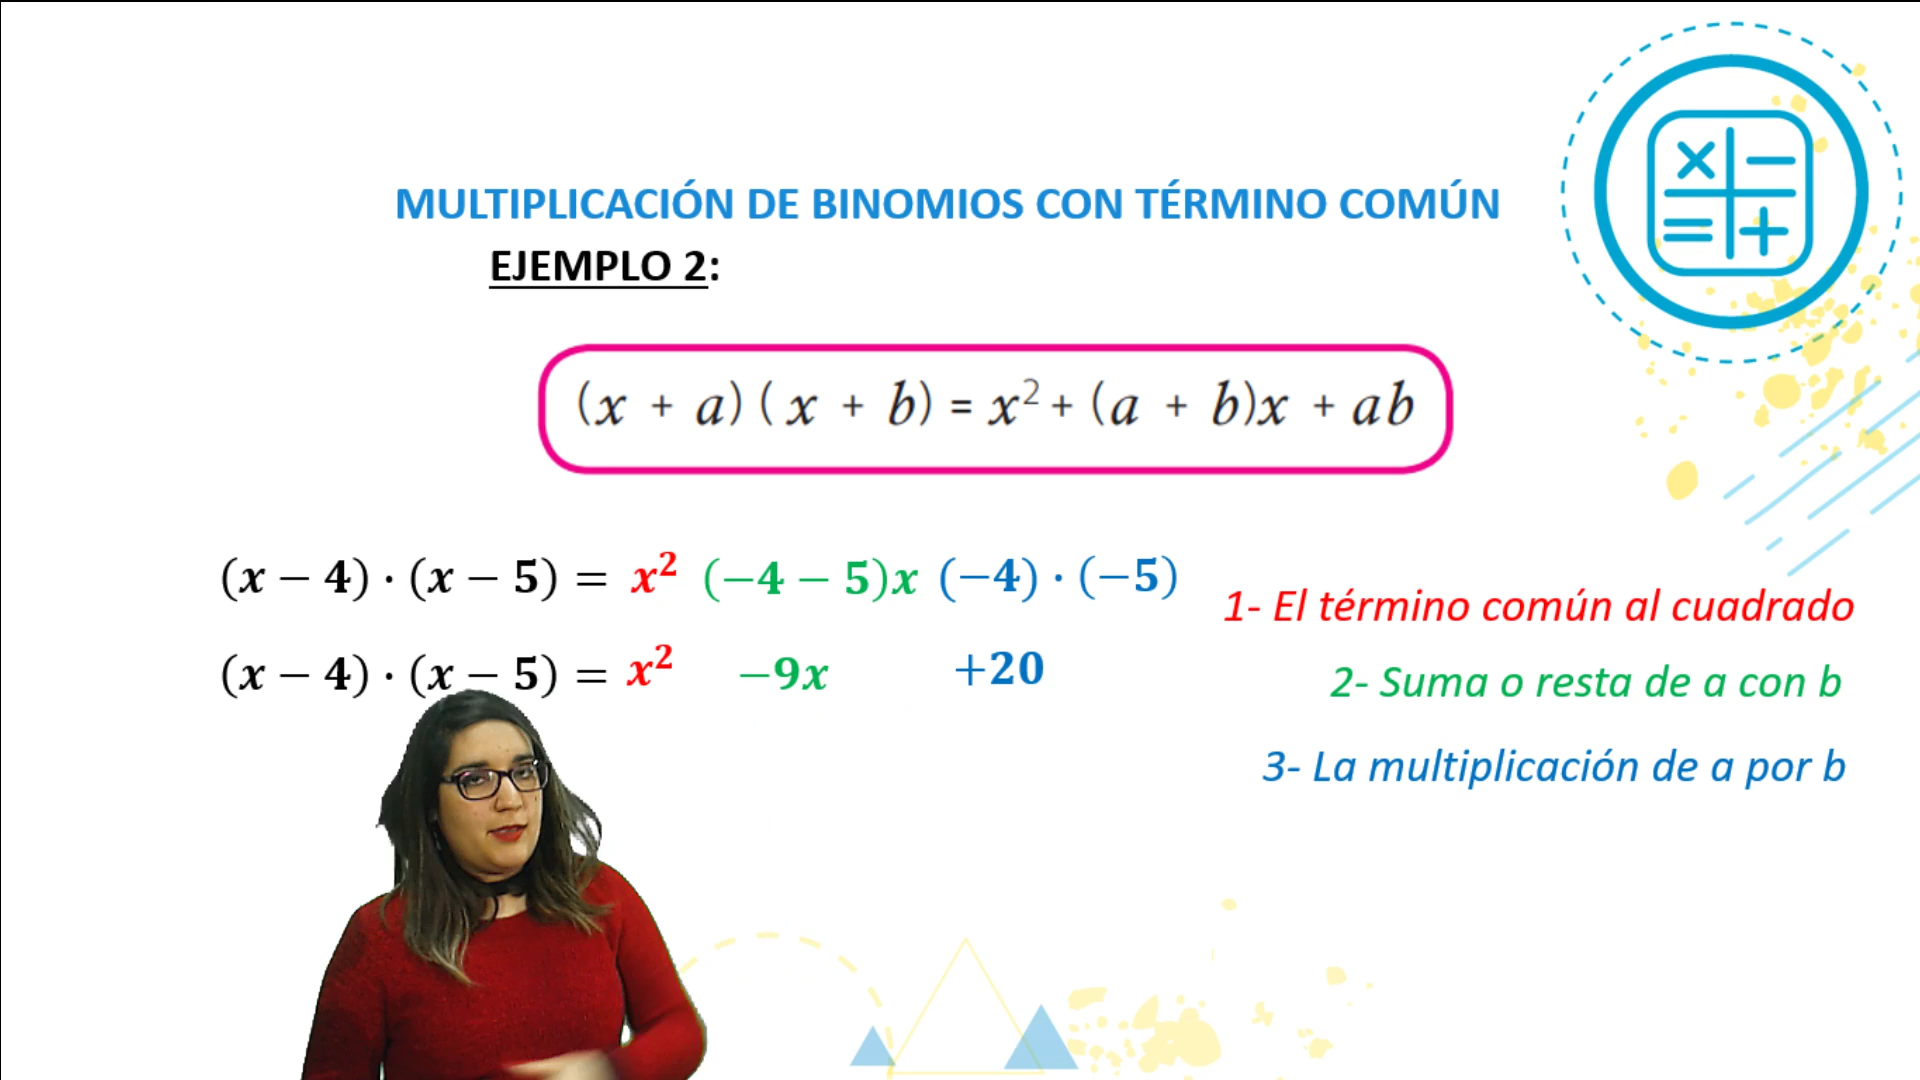 MULTIPLICACIÓN DE BINOMIOS CON TÉRMINO COMÚN
EJEMPLO 2:
(x + a) ( x + b) = x² + (a + b)x + ab
(x − 4) · (x − 5) = x² (−4 − 5)x (−4) · (−5)
(x − 4) · (x − 5) = x² −9x +20
1- El término común al cuadrado
2- Suma o resta de a con b
3- La multiplicación de a por b